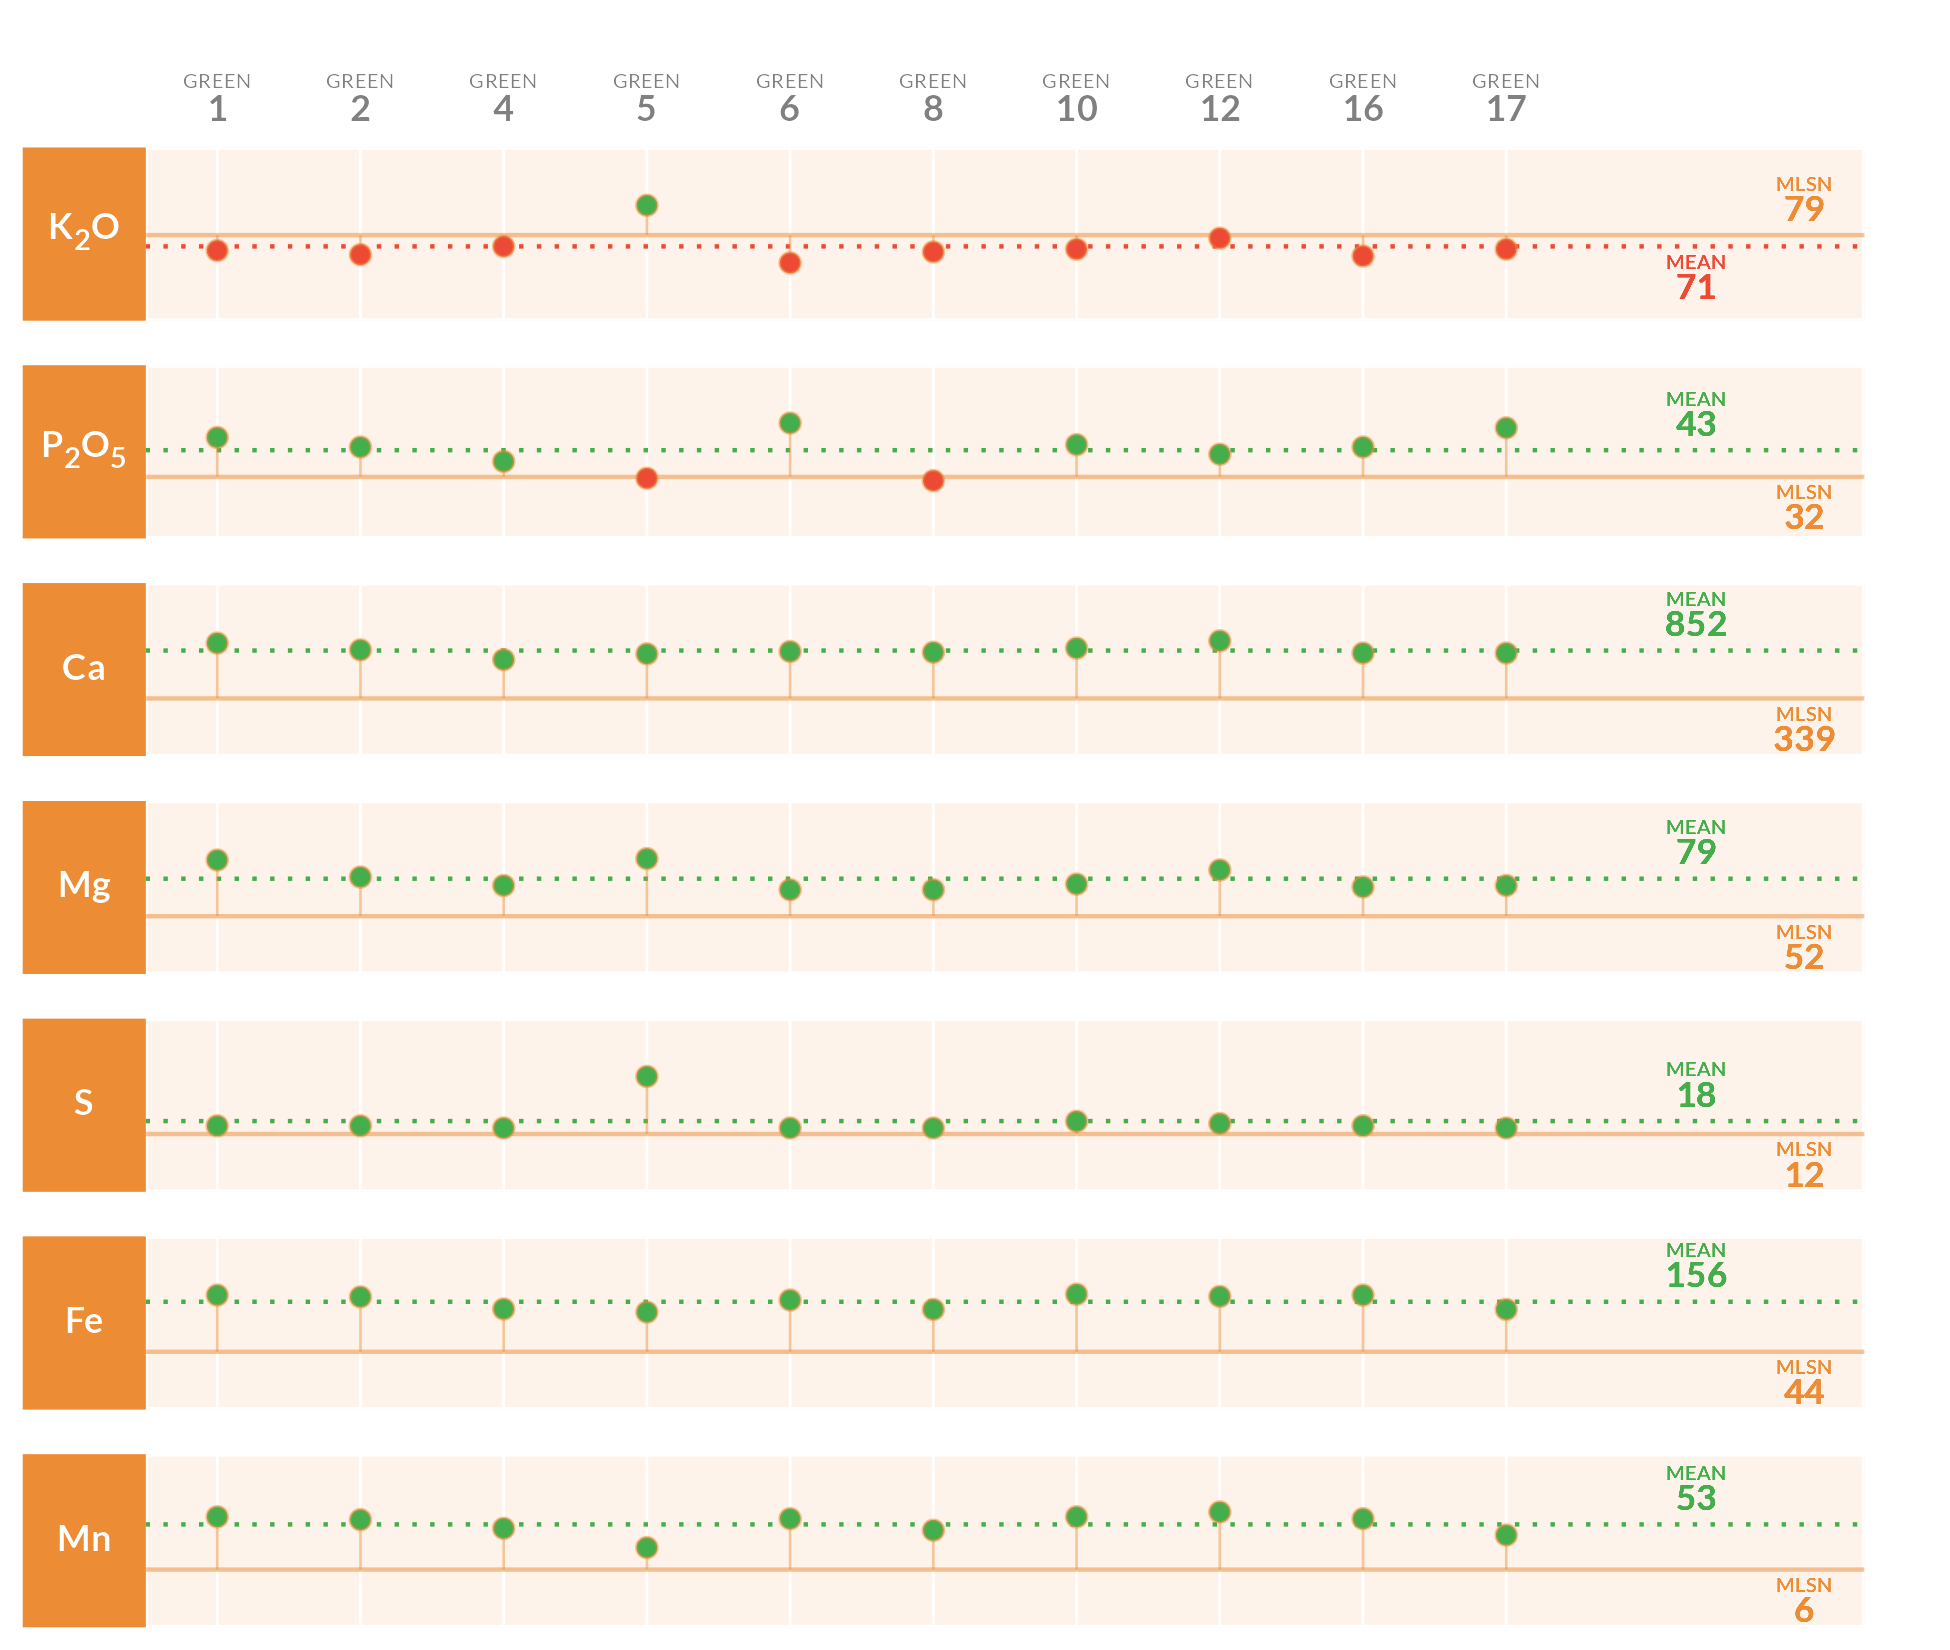 GREEN GREEN GREEN GREEN GREEN GREEN GREEN GREEN GREEN GREEN
1 2 4 5 6 8 10 12 16 17
K₂O
MLSN
79
MEAN
71
P₂O₅
MEAN
43
MLSN
32
Ca
MEAN
852
MLSN
339
Mg
MEAN
79
MLSN
52
S
MEAN
18
MLSN
12
Fe
MEAN
156
MLSN
44
Mn
MEAN
53
MLSN
6